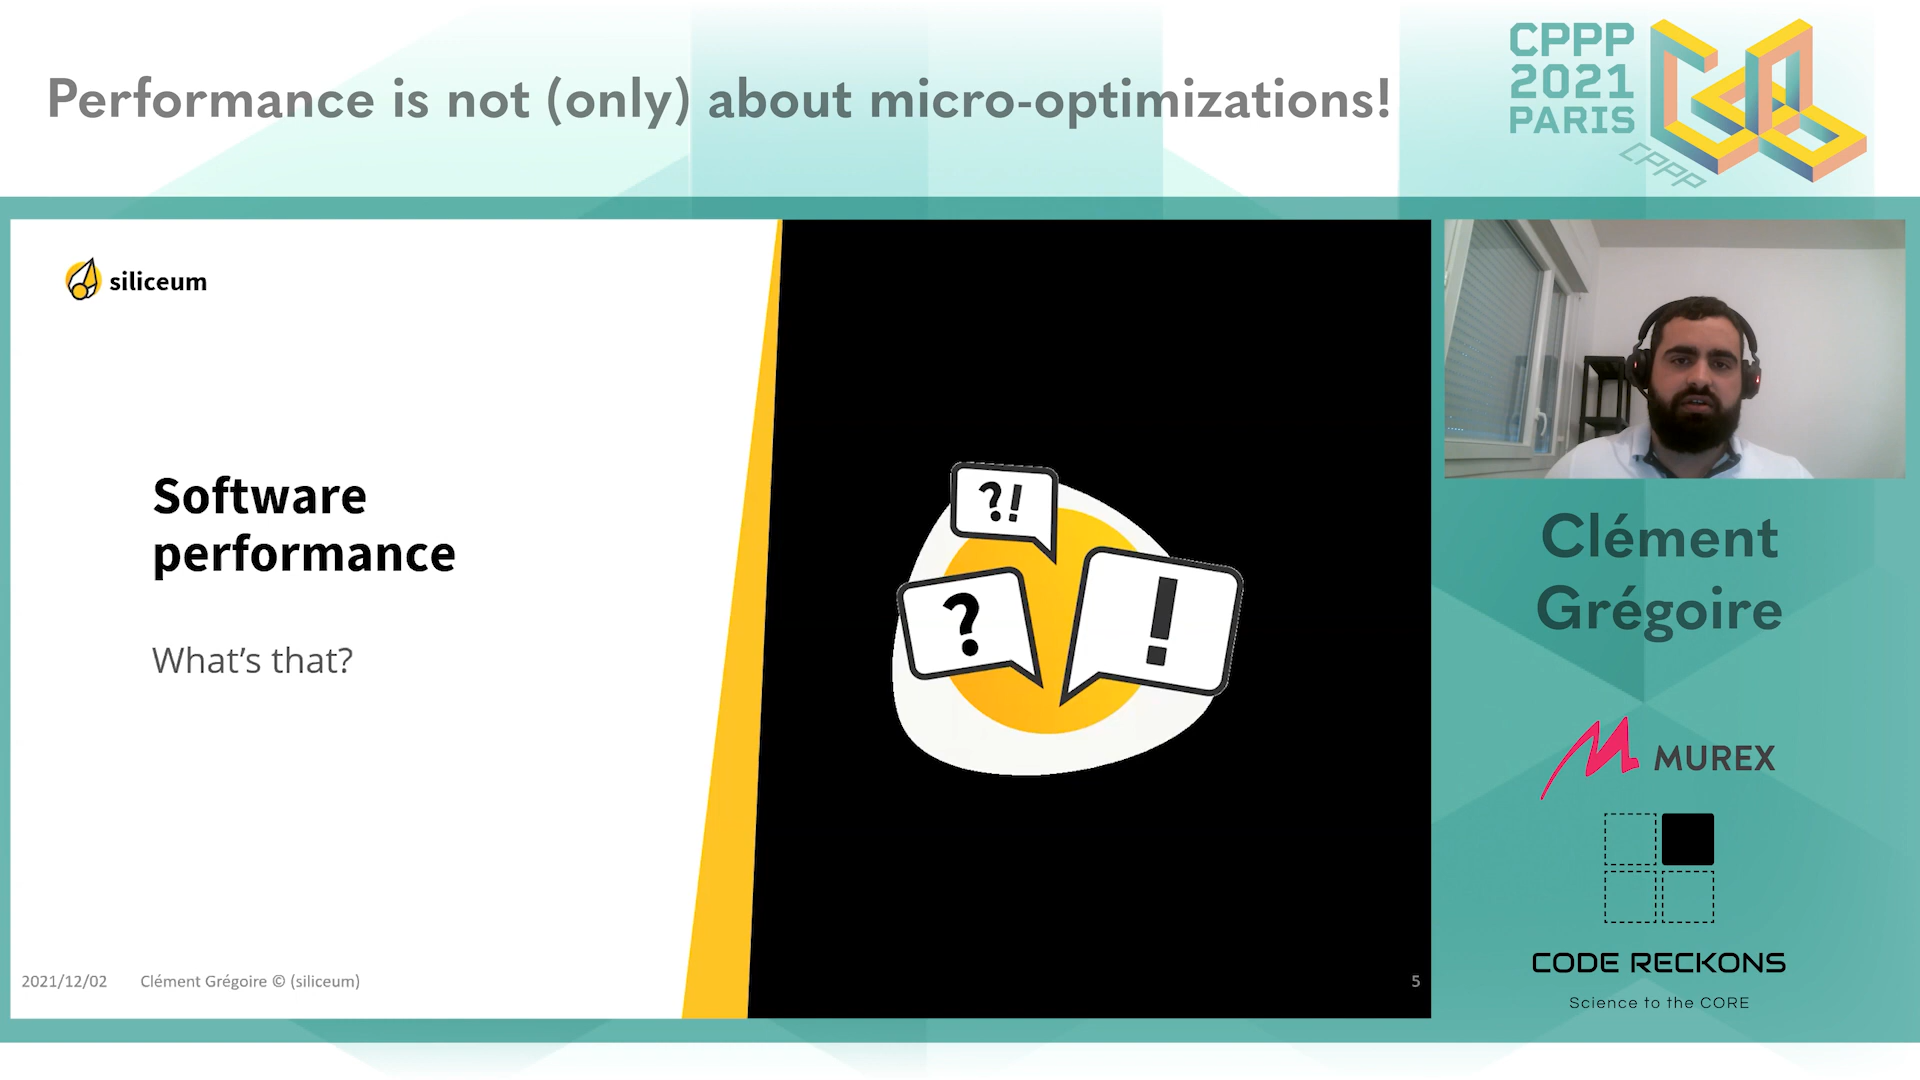 Performance is not (only) about micro-optimizations!
CPPP
2021
PARIS
CPPP
siliceum
Software
performance
What's that?
?!
?
!
2021/12/02 Clément Grégoire © (siliceum)
5
Clément
Grégoire
MUREX
CODE RECKONS
Science to the CORE